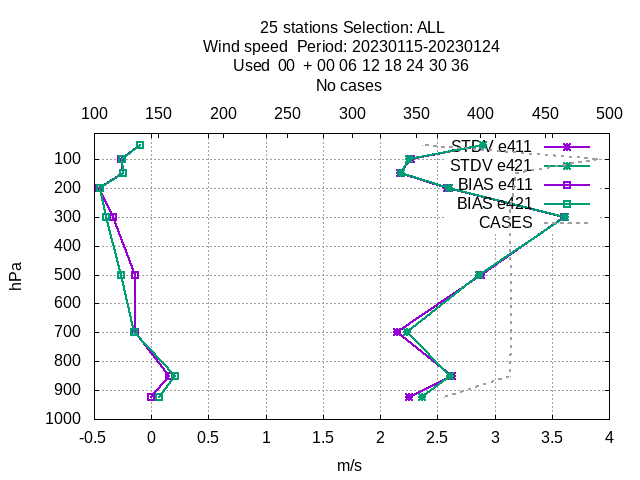 25 stations Selection: ALL
Wind speed  Period: 20230115-20230124
Used  00  + 00 06 12 18 24 30 36
No cases
100 150 200 250 300 350 400 450 500
STDV e411
STDV e421
BIAS e411
BIAS e421
CASES
100
200
300
400
500
600
700
800
900
1000
hPa
-0.5 0 0.5 1 1.5 2 2.5 3 3.5 4
m/s